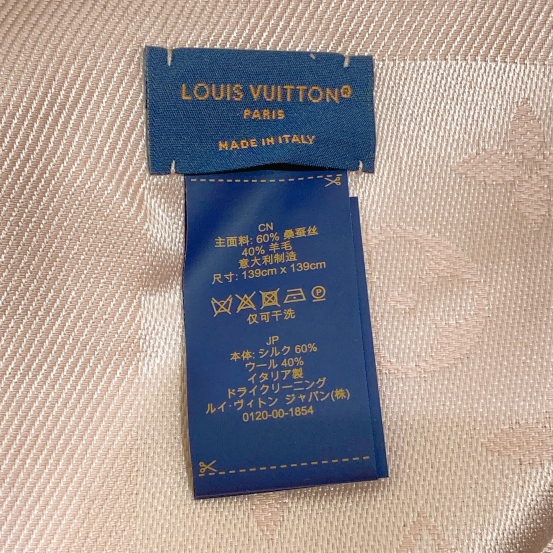 LOUIS VUITTON®
PARIS
MADE IN ITALY
CN
主面料: 60% 桑蚕丝
40% 羊毛
意大利制造
尺寸: 139cm x 139cm
P
仅可干洗
JP
本体: シルク 60%
ウール 40%
イタリア製
ドライクリーニング
ルイ・ヴィトン ジャパン(株)
0120-00-1854